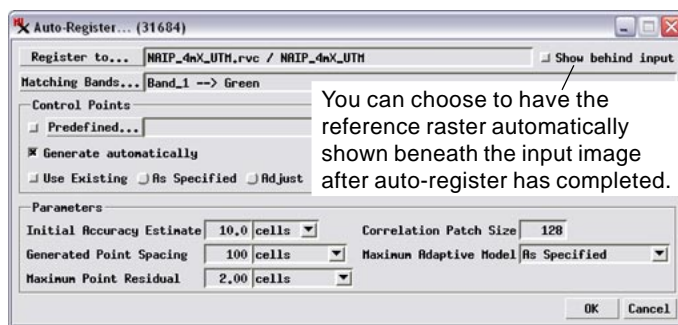 Auto-Register... (31684)
Register to... NAIP_4mX_UTM.rvc / NAIP_4mX_UTM Show behind input
Matching Bands... Band_1 --> Green
Control Points
Predefined...
Generate automatically
Use Existing As Specified Adjust
You can choose to have the
reference raster automatically
shown beneath the input image
after auto-register has completed.
Parameters
Initial Accuracy Estimate 10.0 cells Correlation Patch Size 128
Generated Point Spacing 100 cells Maximum Adaptive Model As Specified
Maximum Point Residual 2.00 cells
OK Cancel